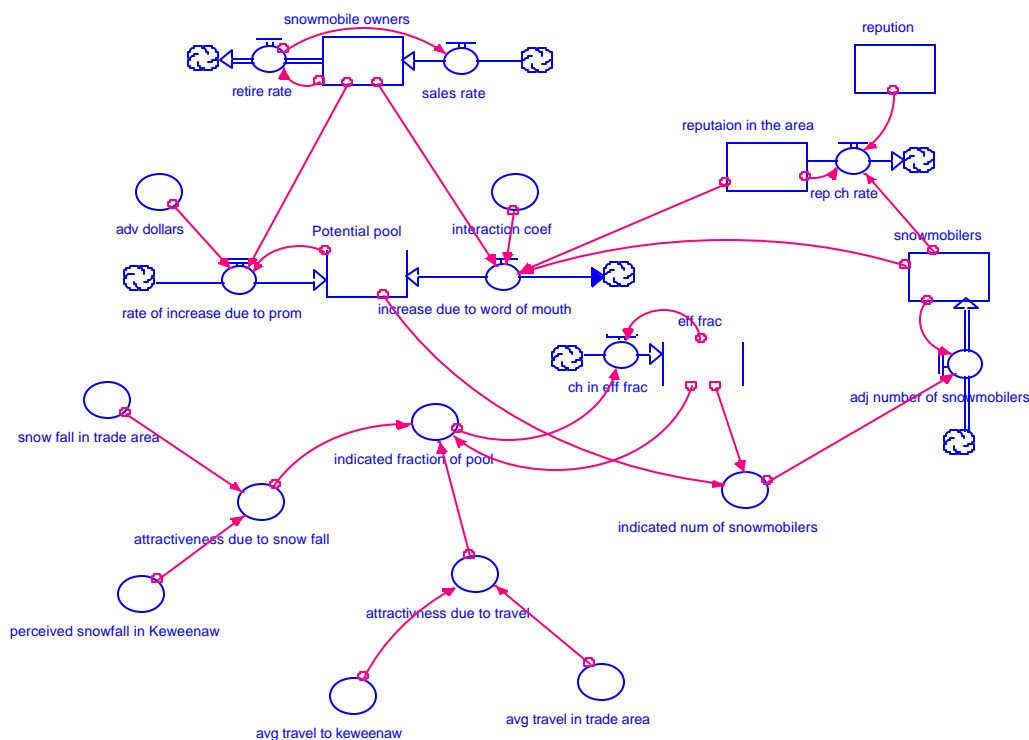 snowmobile owners
repution
retire rate
sales rate
reputaion in the area
rep ch rate
adv dollars
interaction coef
Potential pool
snowmobilers
rate of increase due to prom
increase due to word of mouth
eff frac
ch in eff frac
adj number of snowmobilers
snow fall in trade area
indicated fraction of pool
indicated num of snowmobilers
attractiveness due to snow fall
attractivness due to travel
perceived snowfall in Keweenaw
avg travel in trade area
avg travel to keweenaw